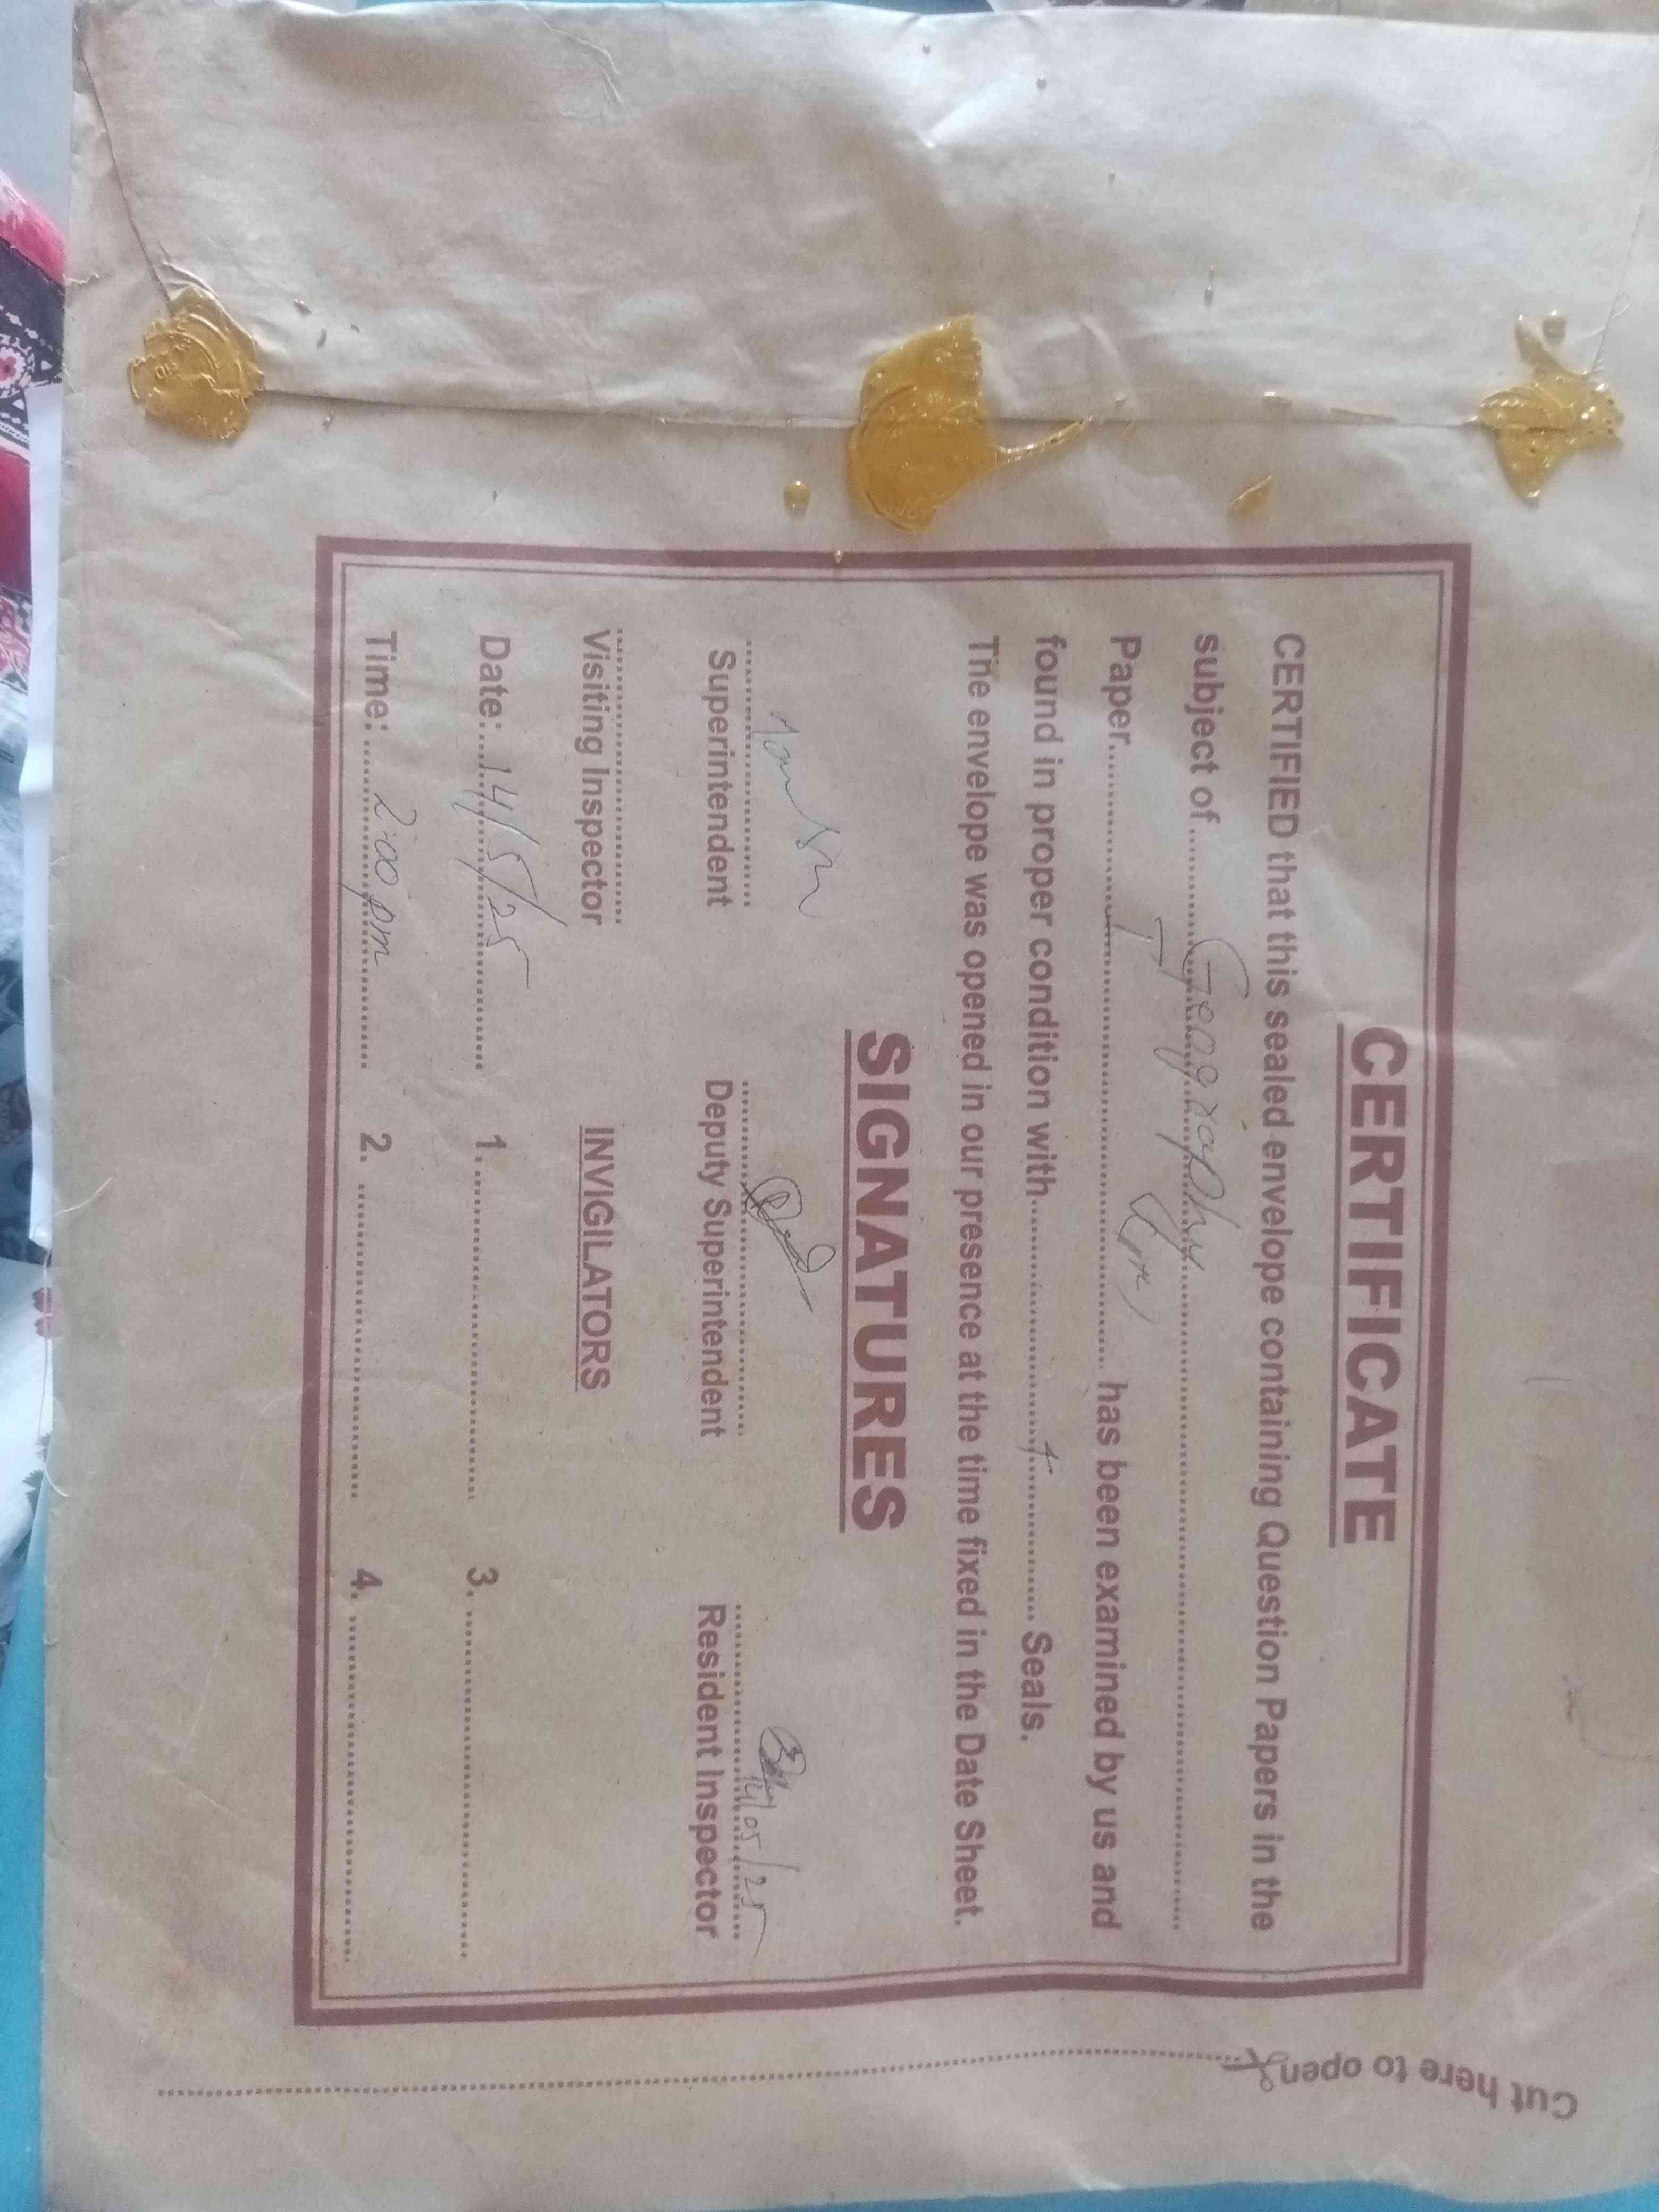 CERTIFICATE
CERTIFIED that this sealed envelope containing Question Papers in the
subject of.....Geography.....
Paper.....I..... has been examined by us and
found in proper condition with..... Seals.
The envelope was opened in our presence at the time fixed in the Date Sheet.
SIGNATURES
14/05/25
Superintendent Deputy Superintendent Resident Inspector
Visiting Inspector INVIGILATORS
Date:....14/5/25..... 1. ..... 3. .....
Time: .....2:00 pm..... 2. ..... 4. .....
Cut here to open